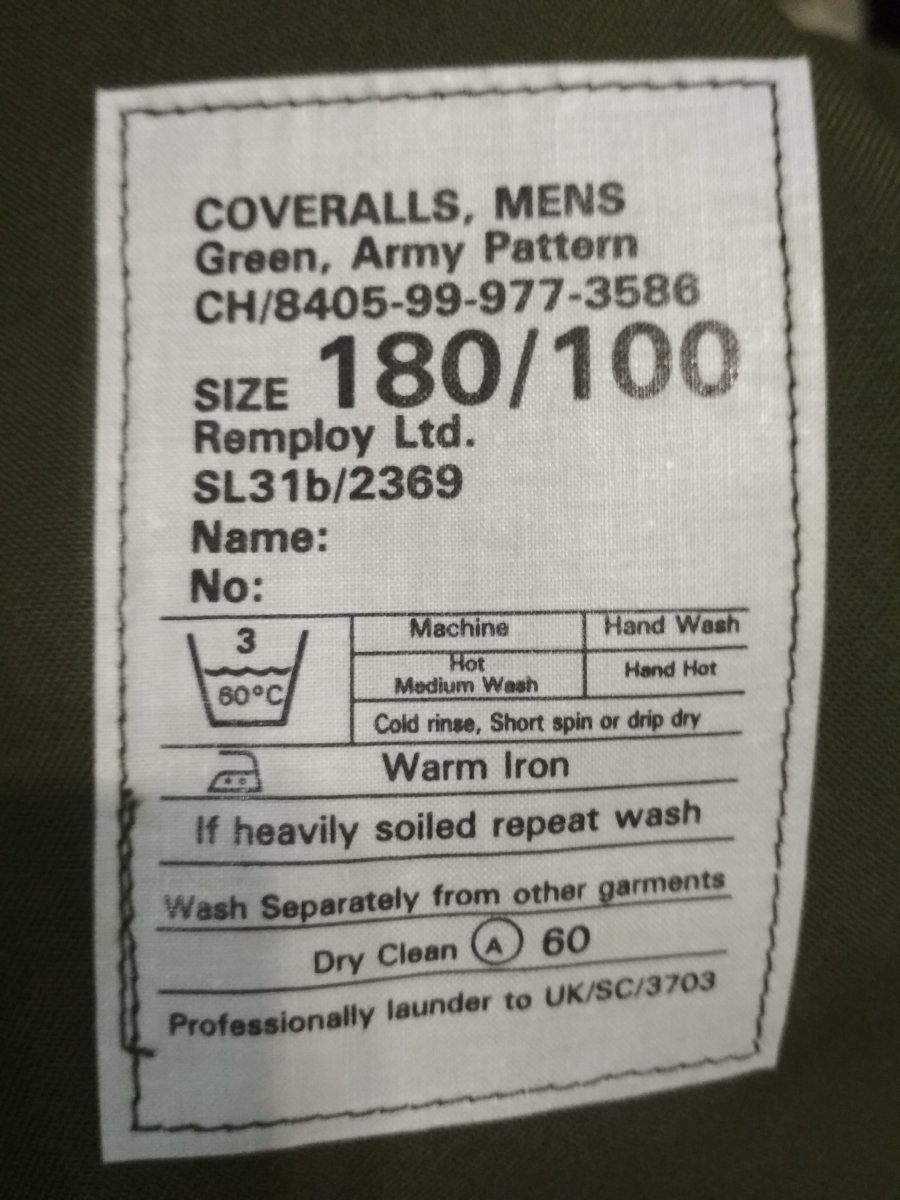 COVERALLS, MENS
Green, Army Pattern
CH/8405-99-977-3586
SIZE 180/100
Remploy Ltd.
SL31b/2369
Name:
No:
3
60°C
Machine
Hand Wash
Hot
Medium Wash
Hand Hot
Cold rinse, Short spin or drip dry
Warm Iron
If heavily soiled repeat wash
Wash Separately from other garments
Dry Clean A 60
Professionally launder to UK/SC/3703